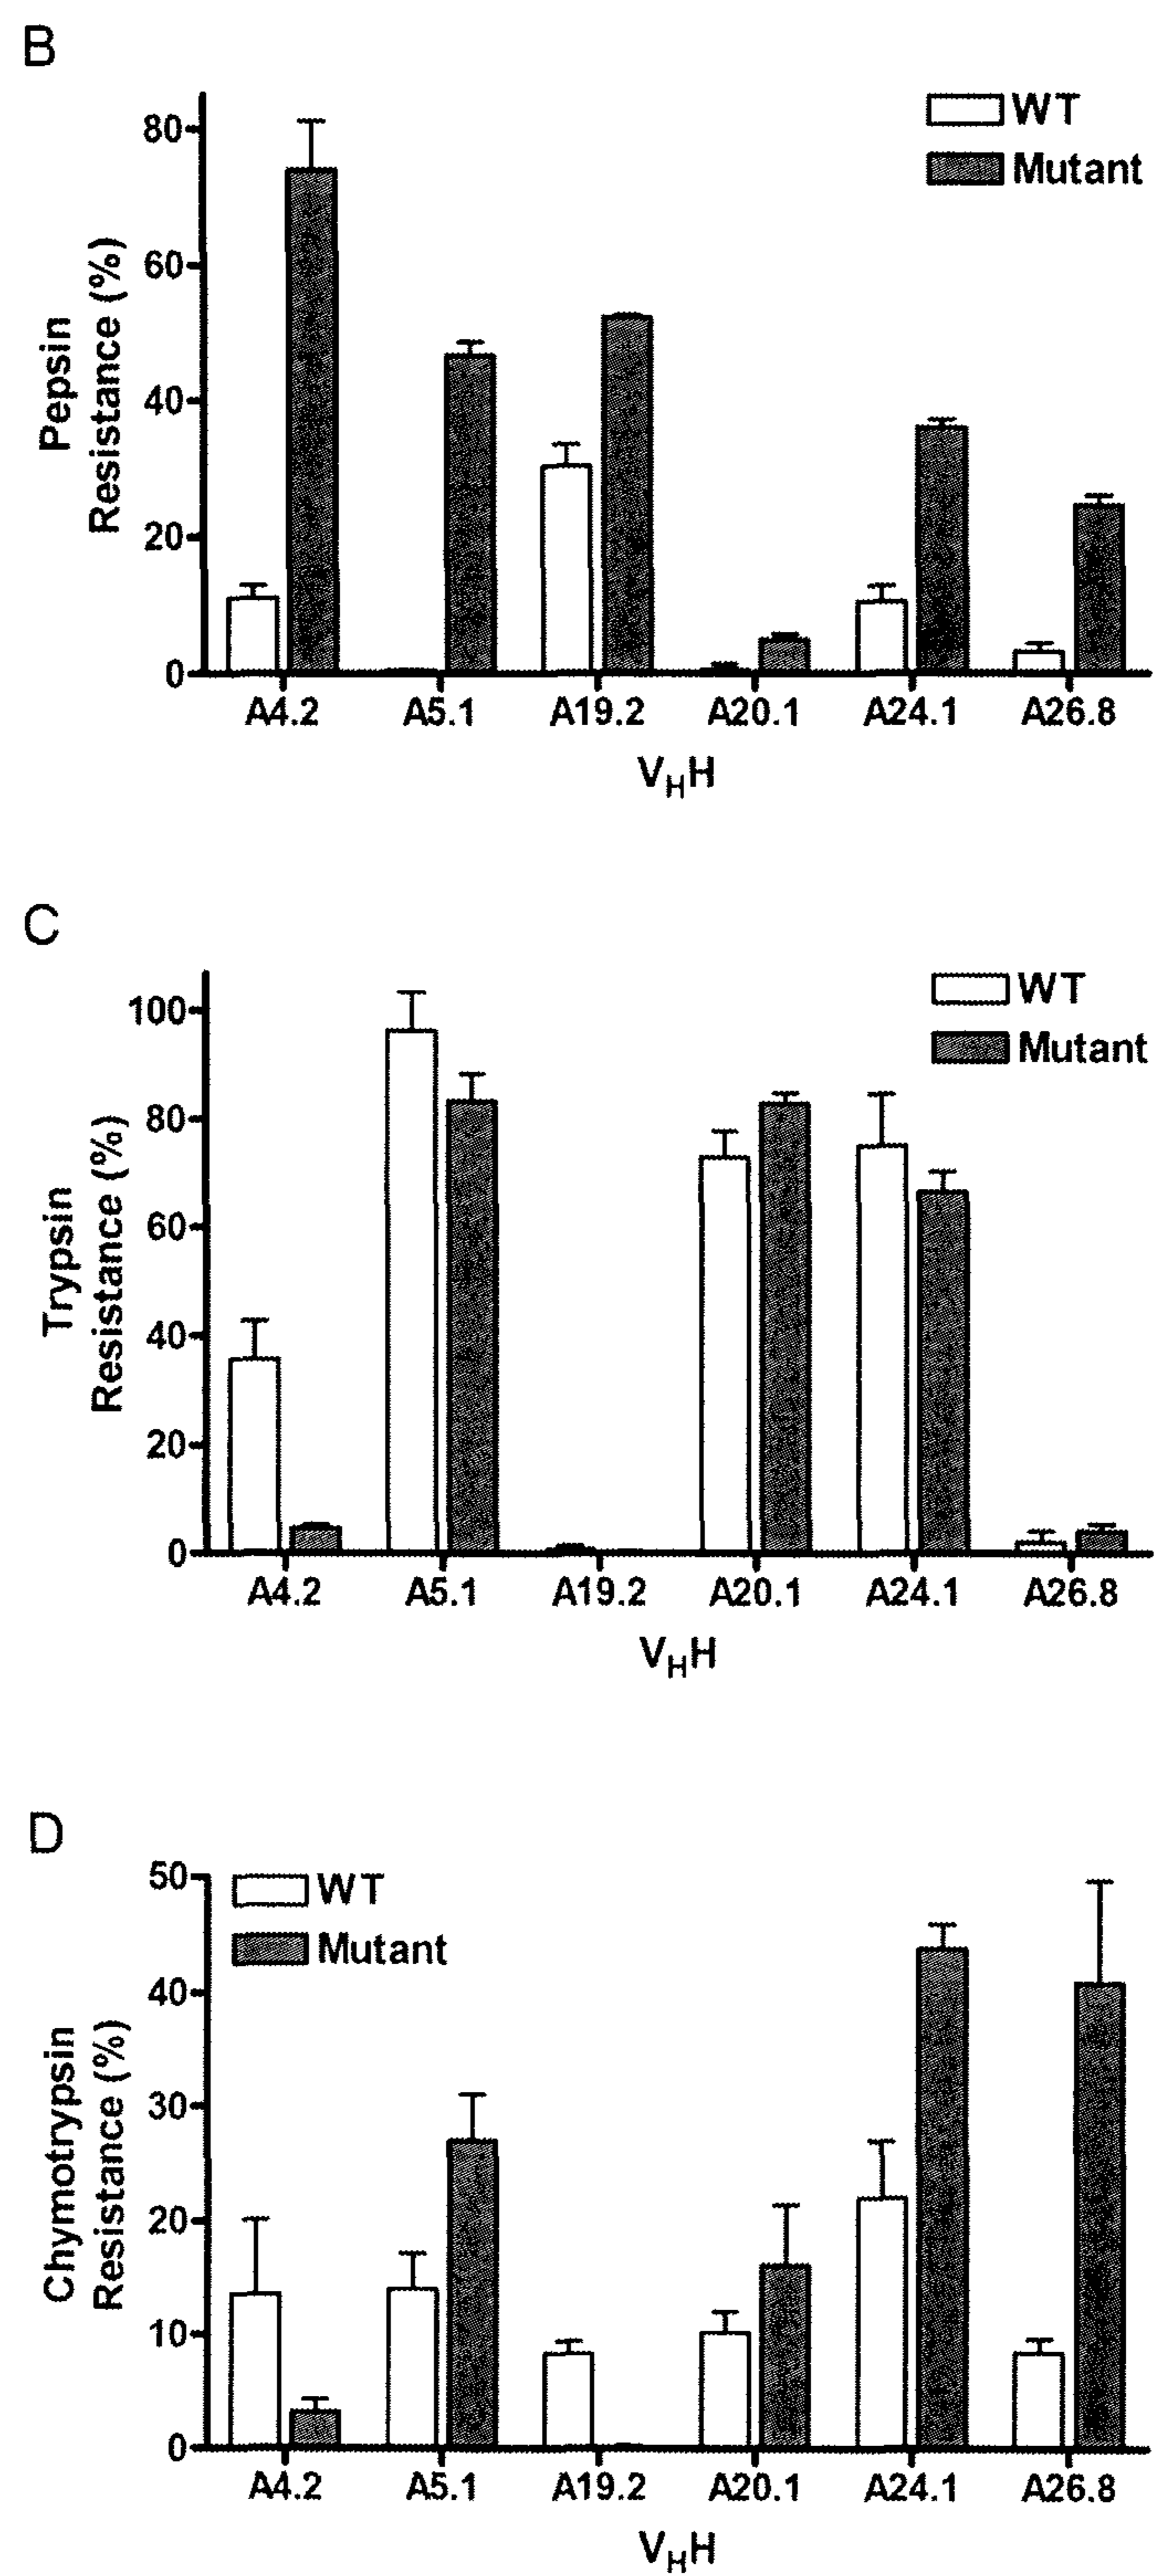 B
WT
Mutant
80
60
40
20
0
Pepsin
Resistance (%)
A4.2 A5.1 A19.2 A20.1 A24.1 A26.8
VHH
C
WT
Mutant
100
80
60
40
20
0
Trypsin
Resistance (%)
A4.2 A5.1 A19.2 A20.1 A24.1 A26.8
VHH
D
WT
Mutant
50
40
30
20
10
0
Chymotrypsin
Resistance (%)
A4.2 A5.1 A19.2 A20.1 A24.1 A26.8
VHH